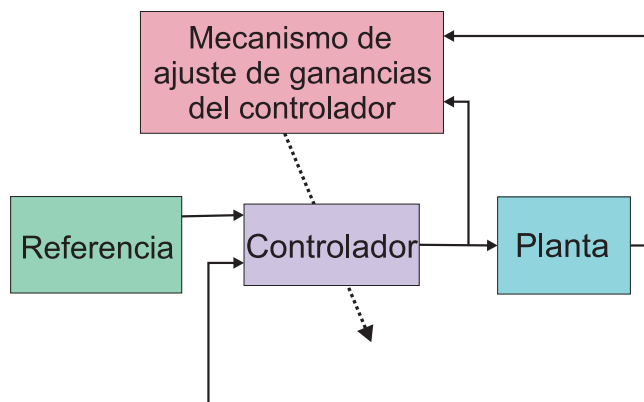 Mecanismo de
ajuste de ganancias
del controlador
Referencia
Controlador
Planta